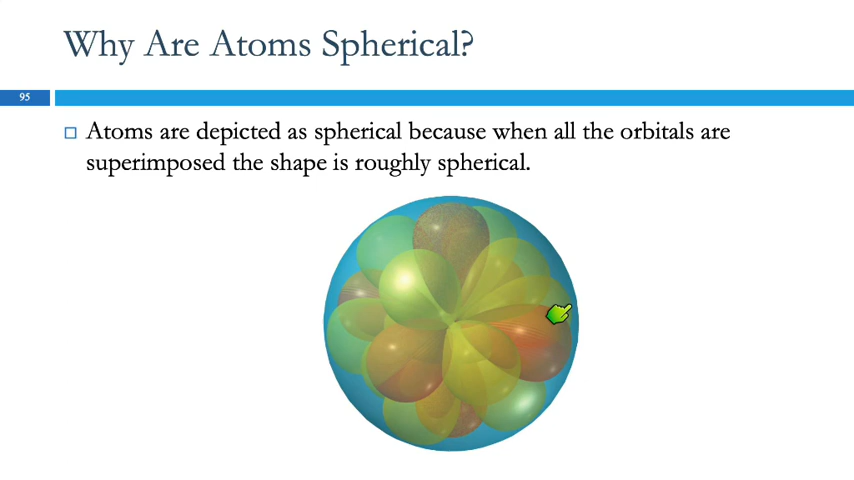 Why Are Atoms Spherical?
95
Atoms are depicted as spherical because when all the orbitals are
superimposed the shape is roughly spherical.